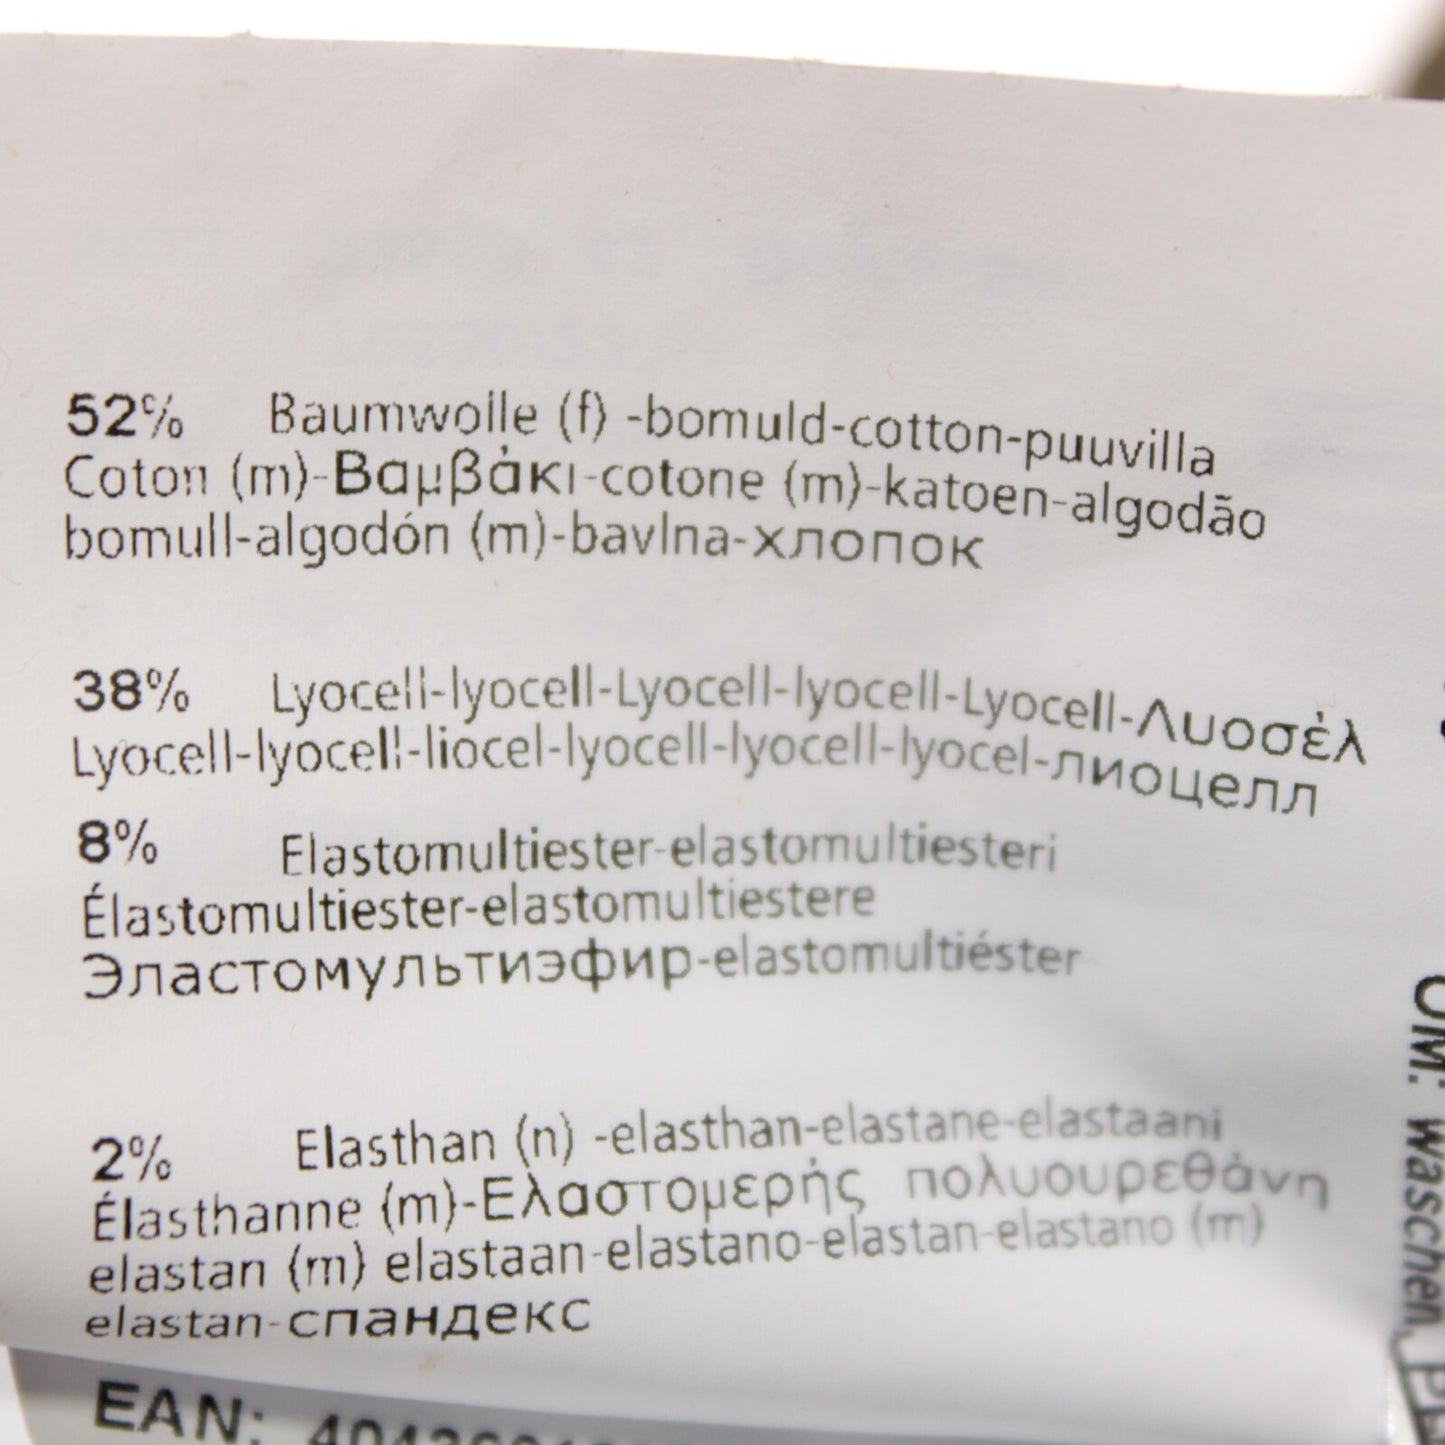 52% Baumwolle (f) -bomuld-cotton-puuvilla
Coton (m)-Βαμβάκι-cotone (m)-katoen-algodão
bomull-algodón (m)-bavlna-хлопок
38% Lyocell-lyocell-Lyocell-lyocell-Lyocell-Λυοσέλ
Lyocell-lyocell-liocel-lyocell-lyocell-lyocel-лиоцелл
8% Elastomultiester-elastomultiesteri
Élastomultiester-elastomultiestere
Эластомультиэфир-elastomultiéster
2% Elasthan (n) -elasthan-elastane-elastaani
Élasthanne (m)-Ελαστομερής πολυουρεθάνη
elastan (m) elastaan-elastano-elastan-elastano (m)
elastan-спандекс
EAN:
waschen,